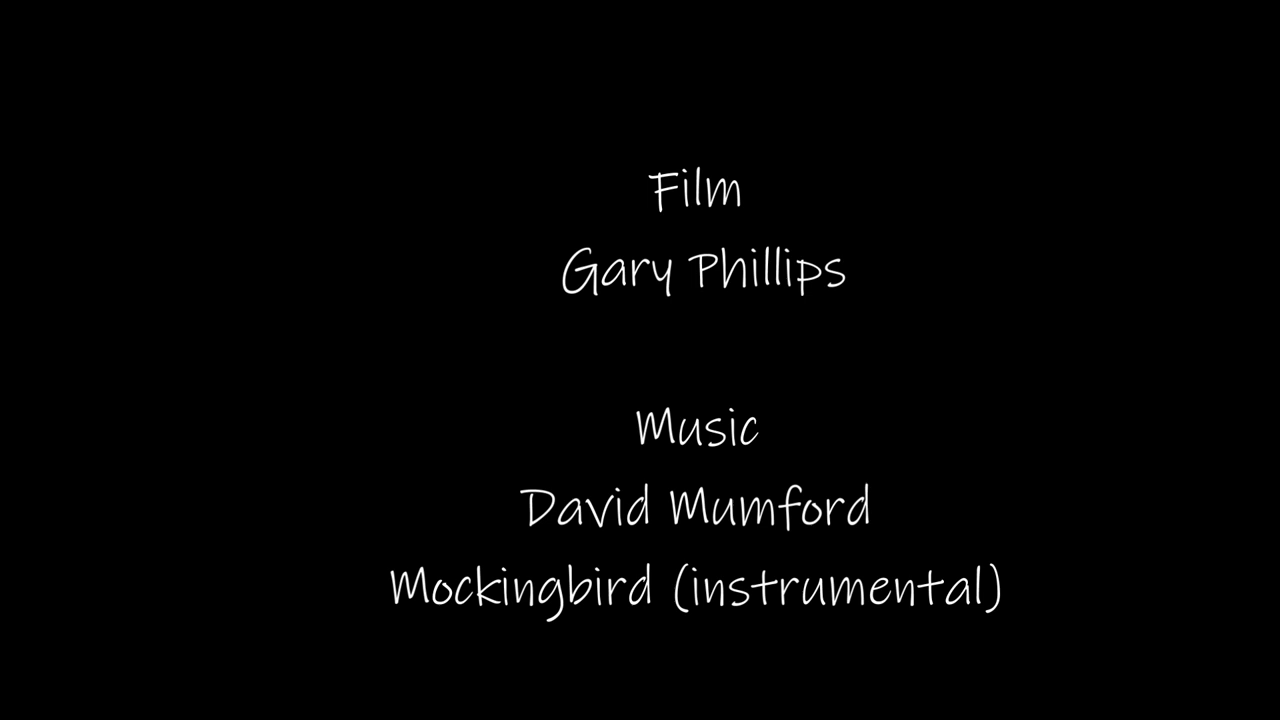 Film
Gary Phillips
Music
David Mumford
Mockingbird (instrumental)